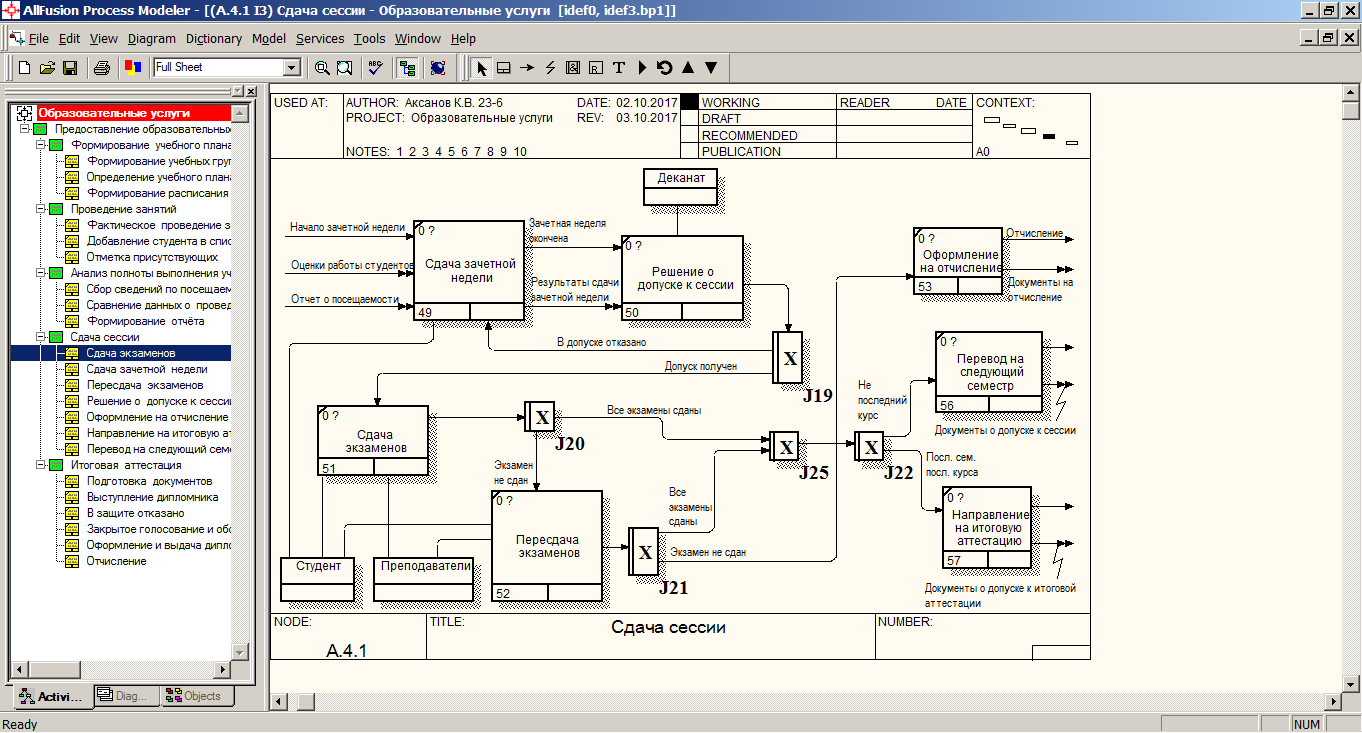 AllFusion Process Modeler - [(A.4.1 I3) Сдача сессии - Образовательные услуги [idef0, idef3.bp1]]
File Edit View Diagram Dictionary Model Services Tools Window Help
Full Sheet
ABC
A
R
T
Образовательные услуги
Предоставление образовательных
Формирование учебного плана
Формирование учебных груп
Определение учебного плана
Формирование расписания
Проведение занятий
Фактическое проведение з
Добавление студента в спис
Отметка присутствующих
Анализ полноты выполнения уч
Сбор сведений по посещаем
Сравнение данных о провед
Формирование отчёта
Сдача сессии
Сдача экзаменов
Сдача зачетной недели
Пересдача экзаменов
Решение о допуске к сессии
Оформление на отчисление
Направление на итоговую ат
Перевод на следующий семе
Итоговая аттестация
Подготовка документов
Выступление дипломника
В защите отказано
Закрытое голосование и обс
Оформление и выдача дипло
Отчисление
Activi...
Diag...
Objects
USED AT:
AUTHOR: Аксанов К.В. 23-6
DATE: 02.10.2017
PROJECT: Образовательные услуги
REV: 03.10.2017
NOTES: 1 2 3 4 5 6 7 8 9 10
WORKING
DRAFT
RECOMMENDED
PUBLICATION
READER DATE
CONTEXT:
A0
Деканат
Начало зачетной недели
Оценки работы студентов
Отчет о посещаемости
0 ?
Сдача зачетной
недели
49
Зачетная неделя
окончена
Результаты сдачи
зачетной недели
0 ?
Решение о
допуске к сессии
50
0 ?
Оформление
на отчисление
53
Отчисление
Документы на
отчисление
X
J19
В допуске отказано
Допуск получен
0 ?
Перевод на
следующий
семестр
56
Документы о допуске к сессии
Не
последний
курс
0 ?
Сдача
экзаменов
51
X
J20
Все экзамены сданы
X
J25
X
J22
Посл. сем.
посл. курса
Экзамен
не сдан
0 ?
Пересдача
экзаменов
52
Все
экзамены
сданы
X
J21
Экзамен не сдан
0 ?
Направление
на итоговую
аттестацию
57
Документы о допуске к итоговой
аттестации
Студент
Преподаватели
NODE:
A.4.1
TITLE:
Сдача сессии
NUMBER:
Ready
NUM